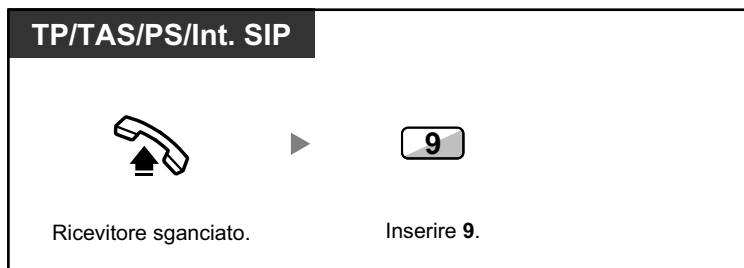 TP/TAS/PS/Int. SIP
9
Ricevitore sganciato.
Inserire 9.